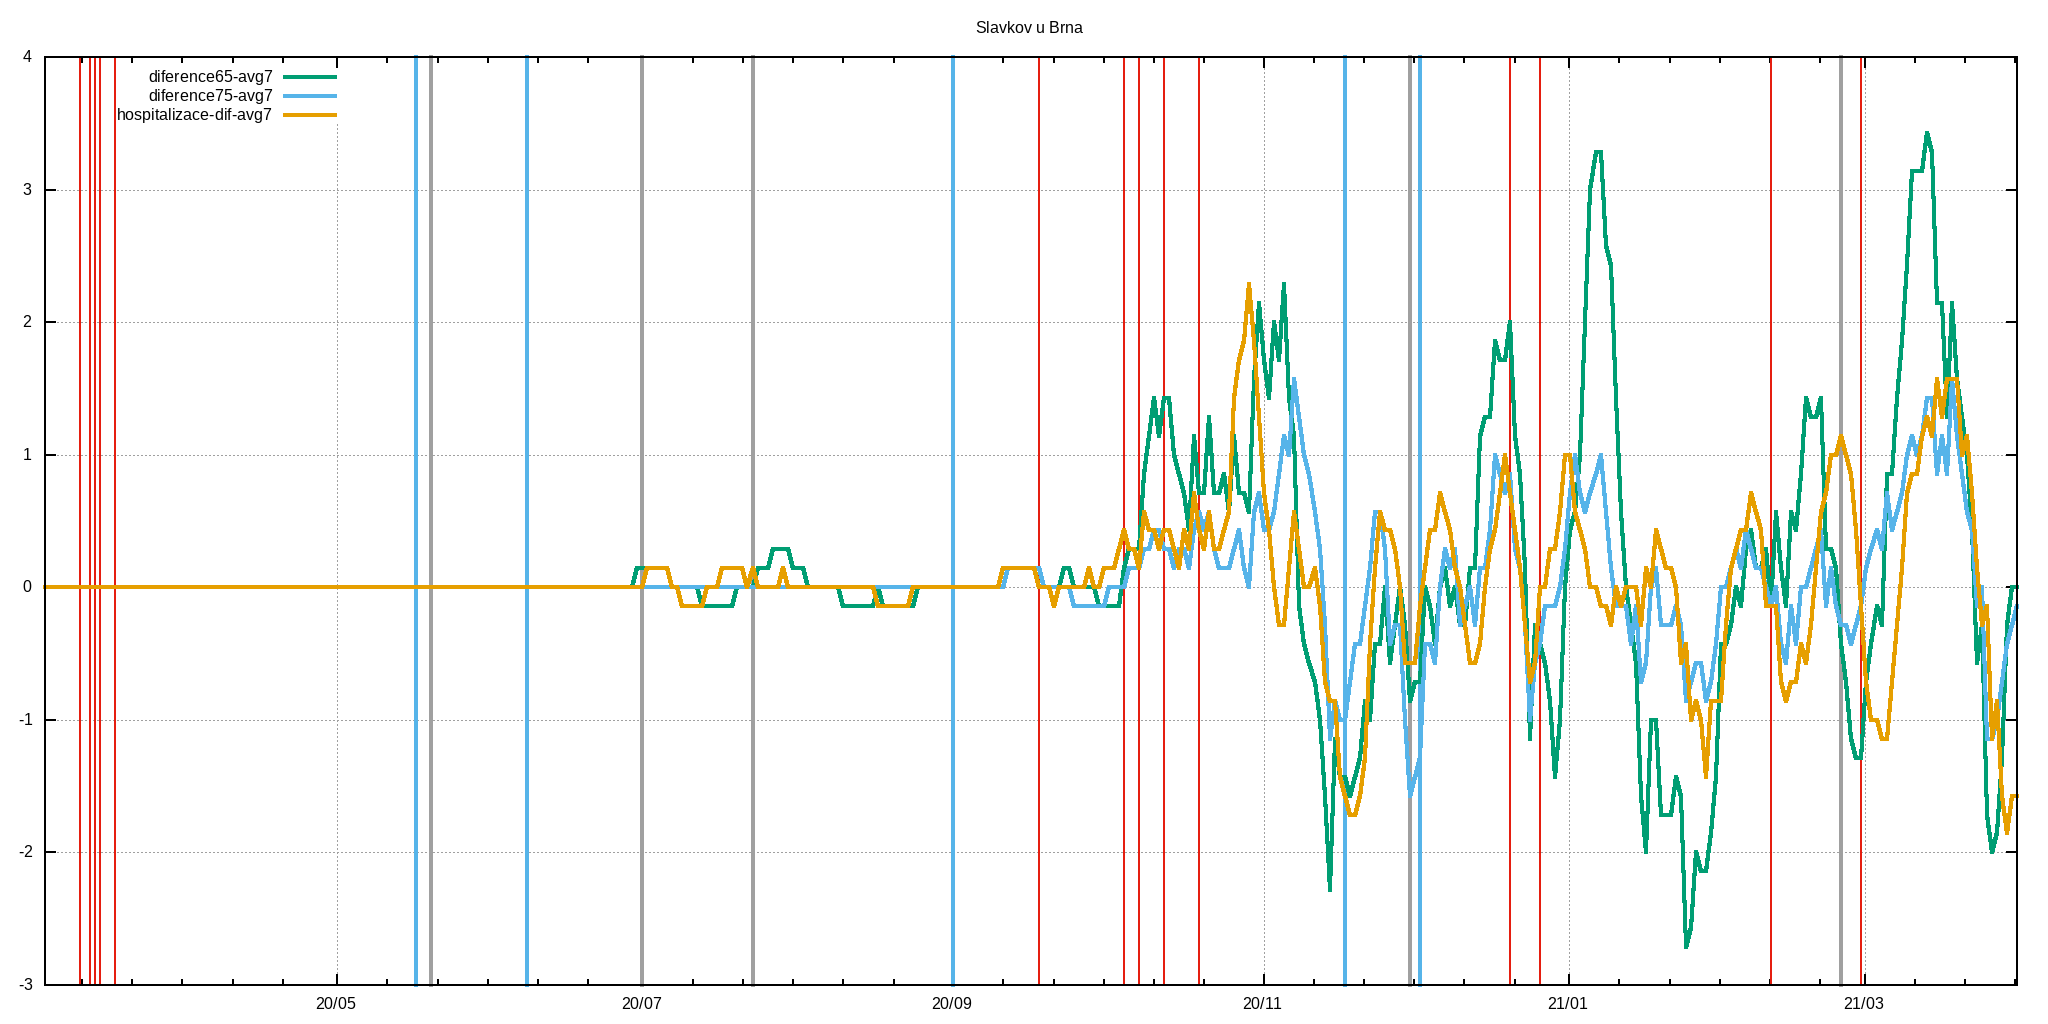 Slavkov u Brna
diference65-avg7
diference75-avg7
hospitalizace-dif-avg7
4
3
2
1
0
-1
-2
-3
20/05 20/07 20/09 20/11 21/01 21/03